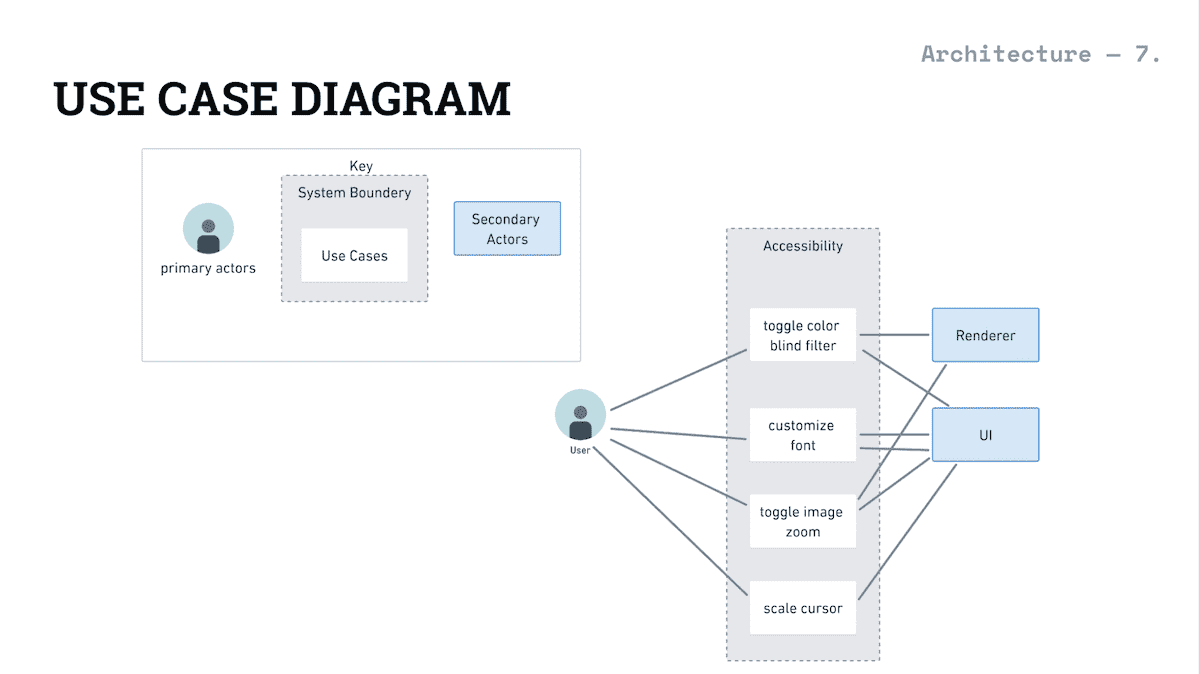 Architecture — 7.
USE CASE DIAGRAM
Key
System Boundery
Secondary
Actors
Use Cases
primary actors
Accessibility
toggle color
blind filter
Renderer
customize
font
UI
User
toggle image
zoom
scale cursor